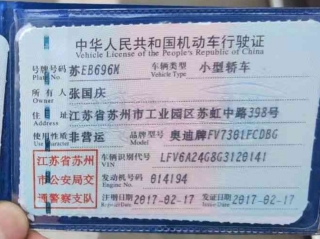 中华人民共和国机动车行驶证
Vehicle License of the People's Republic of China
号牌号码 苏EB696K 车辆类型 小型轿车
Plate No. Vehicle Type
所有人 张国庆
Owner
住址 江苏省苏州市工业园区苏虹中路398号
Address
使用性质 非营运 品牌型号 奥迪牌FV7381FCDBG
江苏省苏州 车辆识别代号 LFV6A24G8G3120141
VIN
市公安局交 发动机号码 014194
Engine No.
通警察支队 注册日期 2017-02-17 发证日期 2017-02-17